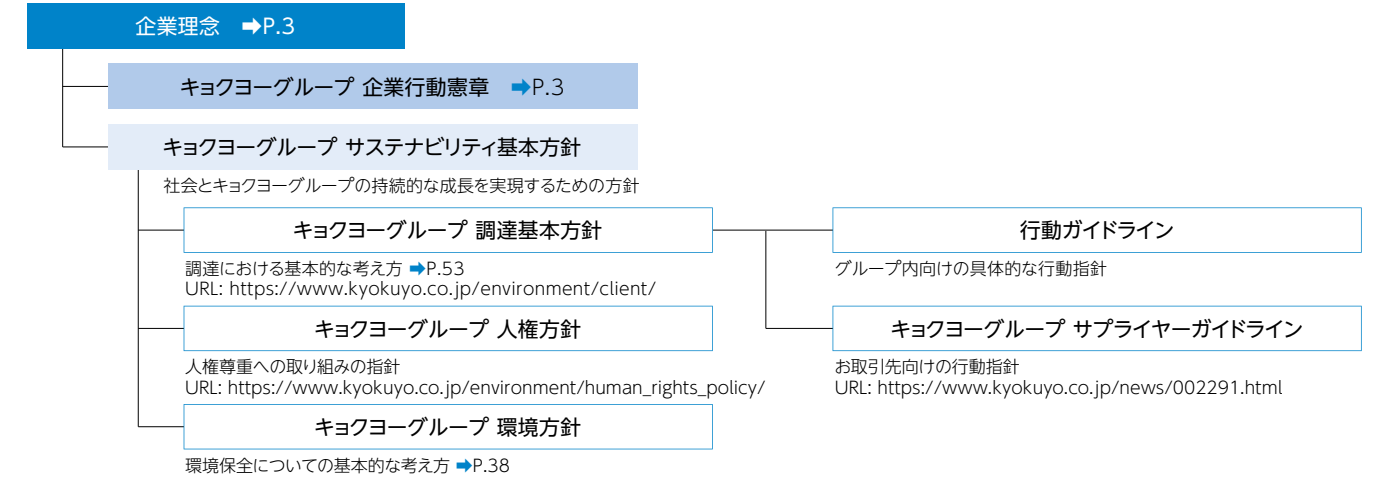 企業理念 ➡P.3
キョクヨーグループ 企業行動憲章 ➡P.3
キョクヨーグループ サステナビリティ基本方針
社会とキョクヨーグループの持続的な成長を実現するための方針
キョクヨーグループ 調達基本方針
調達における基本的な考え方 ➡P.53
URL: https://www.kyokuyo.co.jp/environment/client/
キョクヨーグループ 人権方針
人権尊重への取り組みの指針
URL: https://www.kyokuyo.co.jp/environment/human_rights_policy/
キョクヨーグループ 環境方針
環境保全についての基本的な考え方 ➡P.38
行動ガイドライン
グループ内向けの具体的な行動指針
キョクヨーグループ サプライヤーガイドライン
お取引先向けの行動指針
URL: https://www.kyokuyo.co.jp/news/002291.html